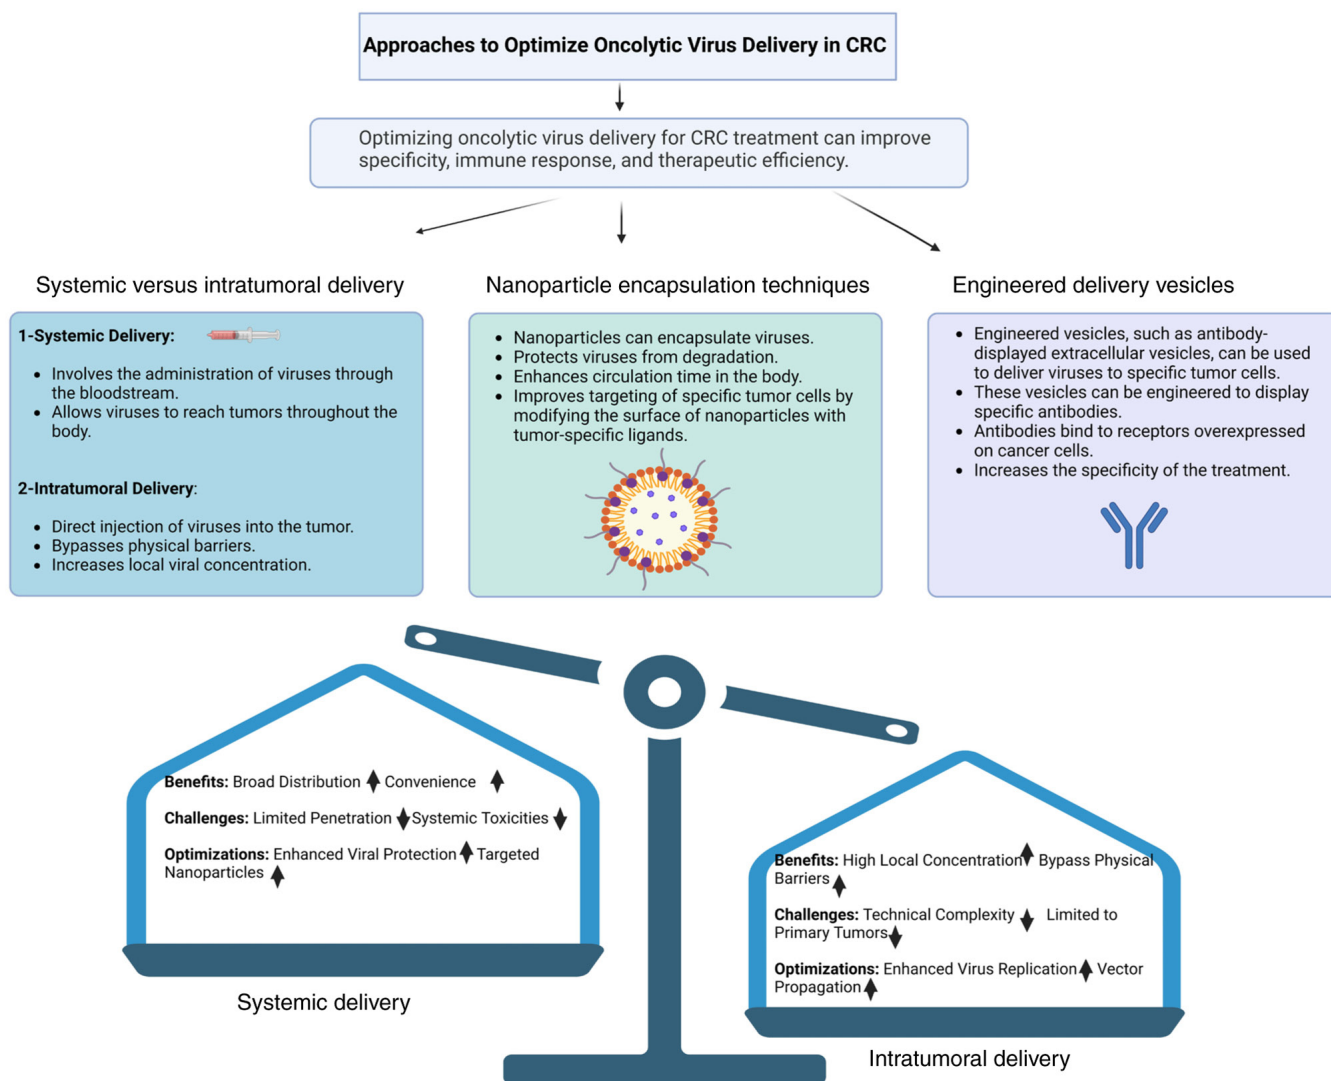 Approaches to Optimize Oncolytic Virus Delivery in CRC
Optimizing oncolytic virus delivery for CRC treatment can improve
specificity, immune response, and therapeutic efficiency.
Systemic versus intratumoral delivery
1-Systemic Delivery:
• Involves the administration of viruses through
the bloodstream.
• Allows viruses to reach tumors throughout the
body.
2-Intratumoral Delivery:
• Direct injection of viruses into the tumor.
• Bypasses physical barriers.
• Increases local viral concentration.
Nanoparticle encapsulation techniques
• Nanoparticles can encapsulate viruses.
• Protects viruses from degradation.
• Enhances circulation time in the body.
• Improves targeting of specific tumor cells by
modifying the surface of nanoparticles with
tumor-specific ligands.
Engineered delivery vesicles
• Engineered vesicles, such as antibody-
displayed extracellular vesicles, can be used
to deliver viruses to specific tumor cells.
• These vesicles can be engineered to display
specific antibodies.
• Antibodies bind to receptors overexpressed
on cancer cells.
• Increases the specificity of the treatment.
Benefits: Broad Distribution Convenience
Challenges: Limited Penetration Systemic Toxicities
Optimizations: Enhanced Viral Protection Targeted
Nanoparticles
Systemic delivery
Benefits: High Local Concentration Bypass Physical
Barriers
Challenges: Technical Complexity Limited to
Primary Tumors
Optimizations: Enhanced Virus Replication Vector
Propagation
Intratumoral delivery